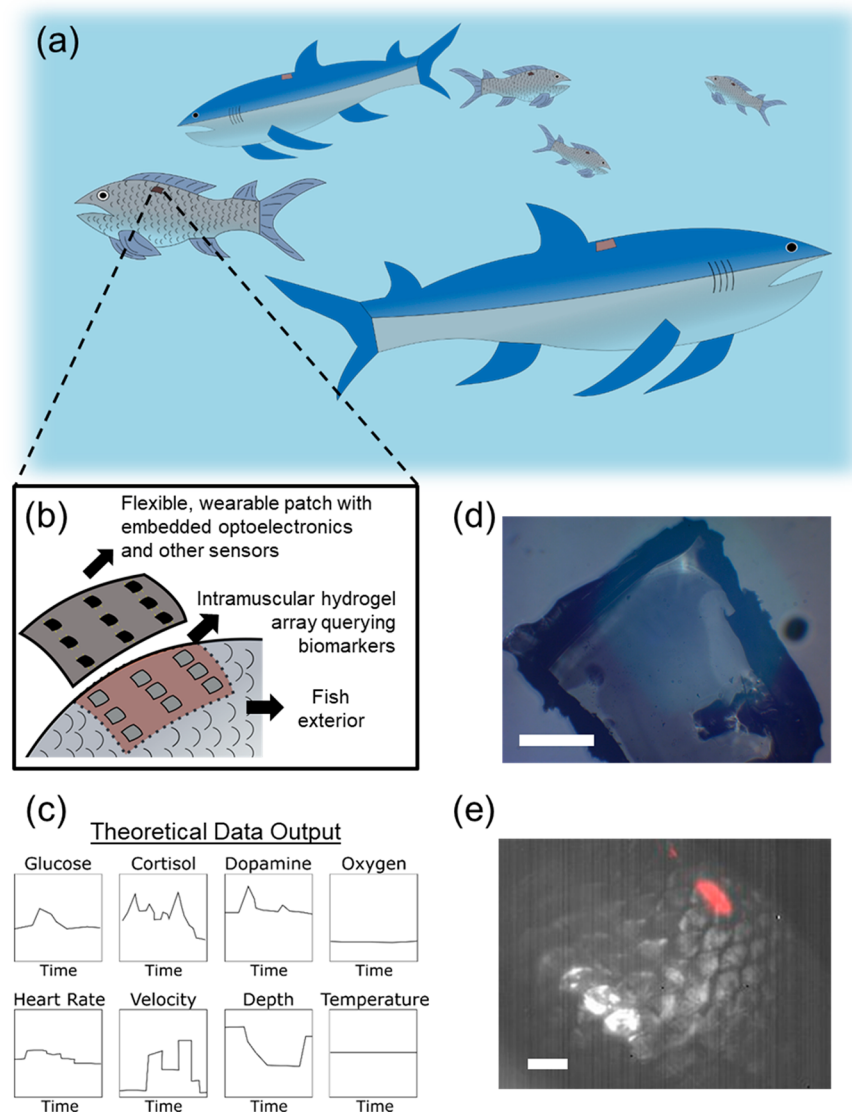 (a)
(b)
Flexible, wearable patch with
embedded optoelectronics
and other sensors
Intramuscular hydrogel
array querying
biomarkers
Fish
exterior
(c)
Theoretical Data Output
Glucose Cortisol Dopamine Oxygen
Time Time Time Time
Heart Rate Velocity Depth Temperature
Time Time Time Time
(d)
(e)